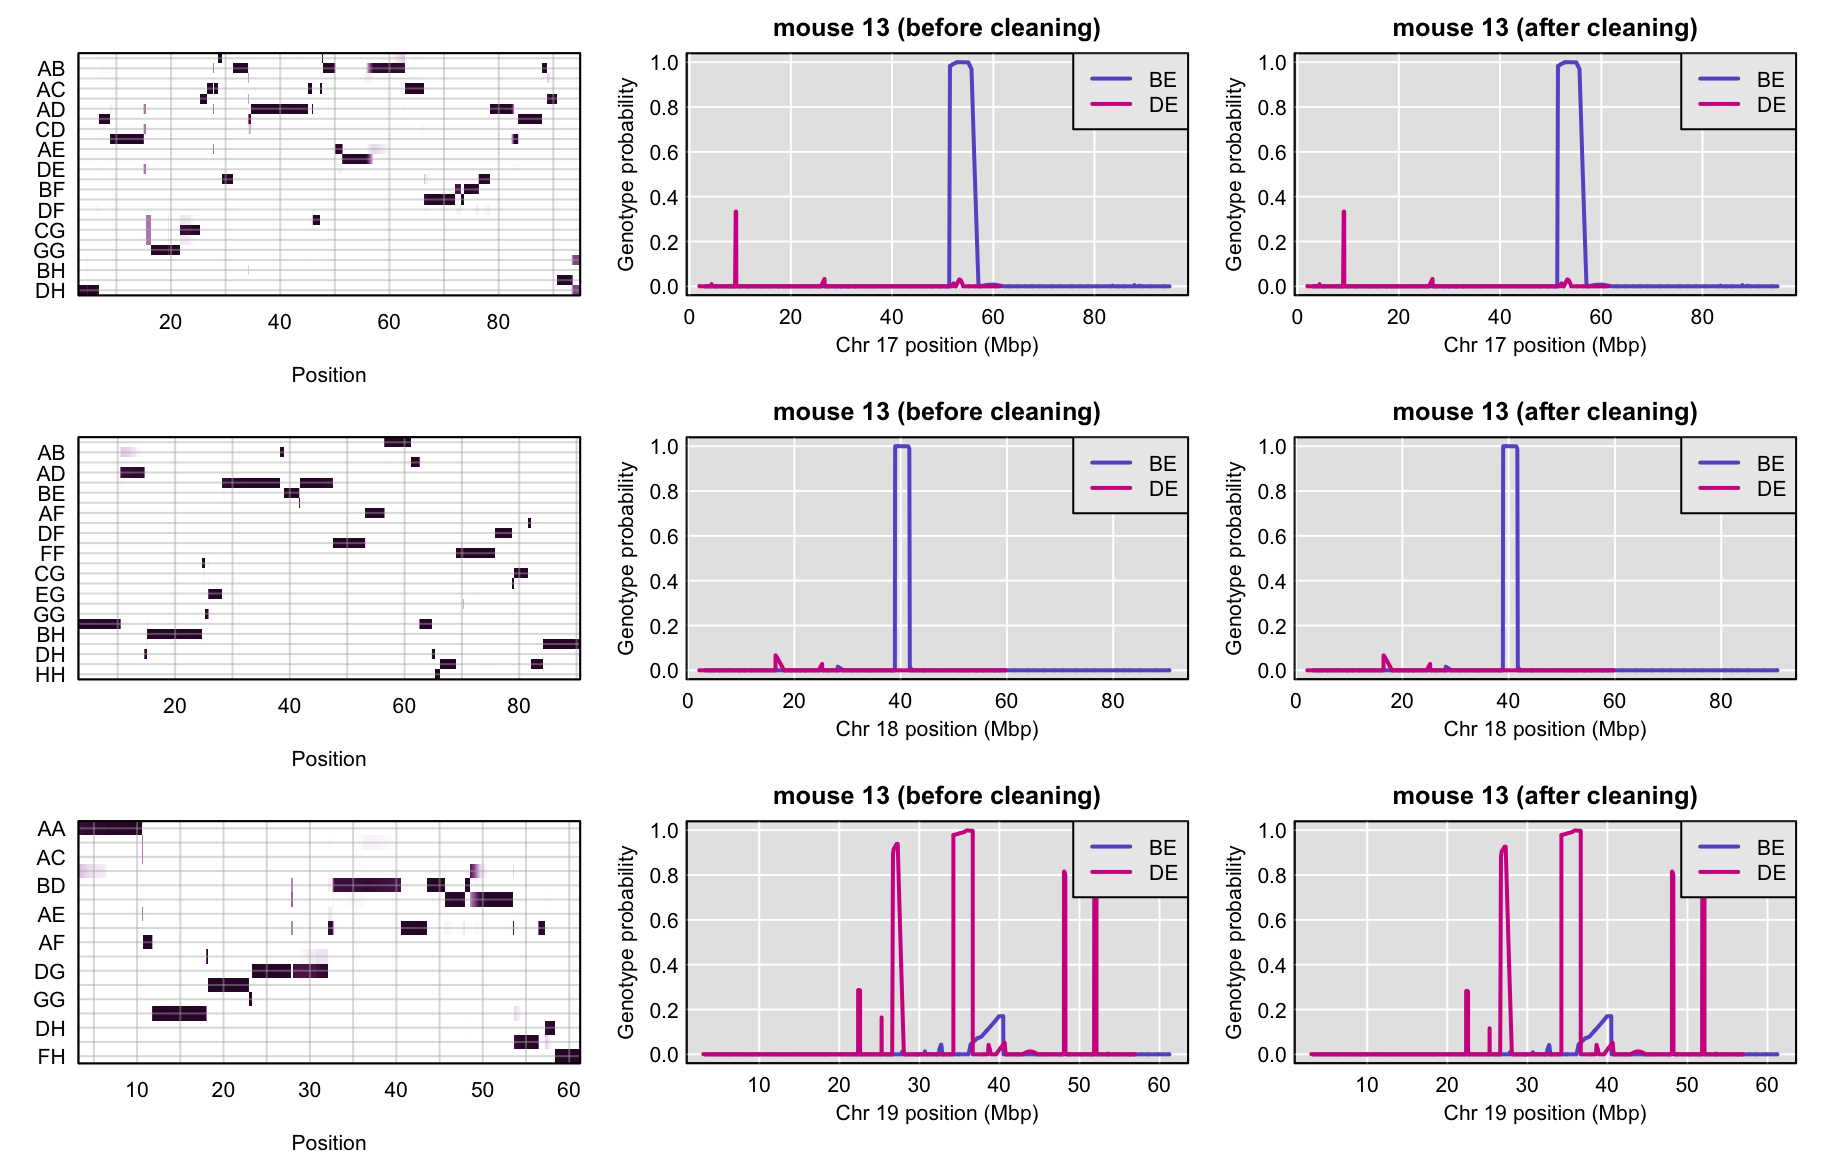 mouse 13 (before cleaning)
mouse 13 (after cleaning)
AB
AC
AD
CD
AE
DE
BF
DF
CG
GG
BH
DH
20 40 60 80
Position
Genotype probability
1.0
0.8
0.6
0.4
0.2
0.0
BE
DE
0 20 40 60 80
Chr 17 position (Mbp)
Genotype probability
1.0
0.8
0.6
0.4
0.2
0.0
BE
DE
0 20 40 60 80
Chr 17 position (Mbp)
mouse 13 (before cleaning)
mouse 13 (after cleaning)
AB
AD
BE
AF
DF
FF
CG
EG
GG
BH
DH
HH
20 40 60 80
Position
Genotype probability
1.0
0.8
0.6
0.4
0.2
0.0
BE
DE
0 20 40 60 80
Chr 18 position (Mbp)
Genotype probability
1.0
0.8
0.6
0.4
0.2
0.0
BE
DE
0 20 40 60 80
Chr 18 position (Mbp)
mouse 13 (before cleaning)
mouse 13 (after cleaning)
AA
AC
BD
AE
AF
DG
GG
DH
FH
10 20 30 40 50 60
Position
Genotype probability
1.0
0.8
0.6
0.4
0.2
0.0
BE
DE
10 20 30 40 50 60
Chr 19 position (Mbp)
Genotype probability
1.0
0.8
0.6
0.4
0.2
0.0
BE
DE
10 20 30 40 50 60
Chr 19 position (Mbp)